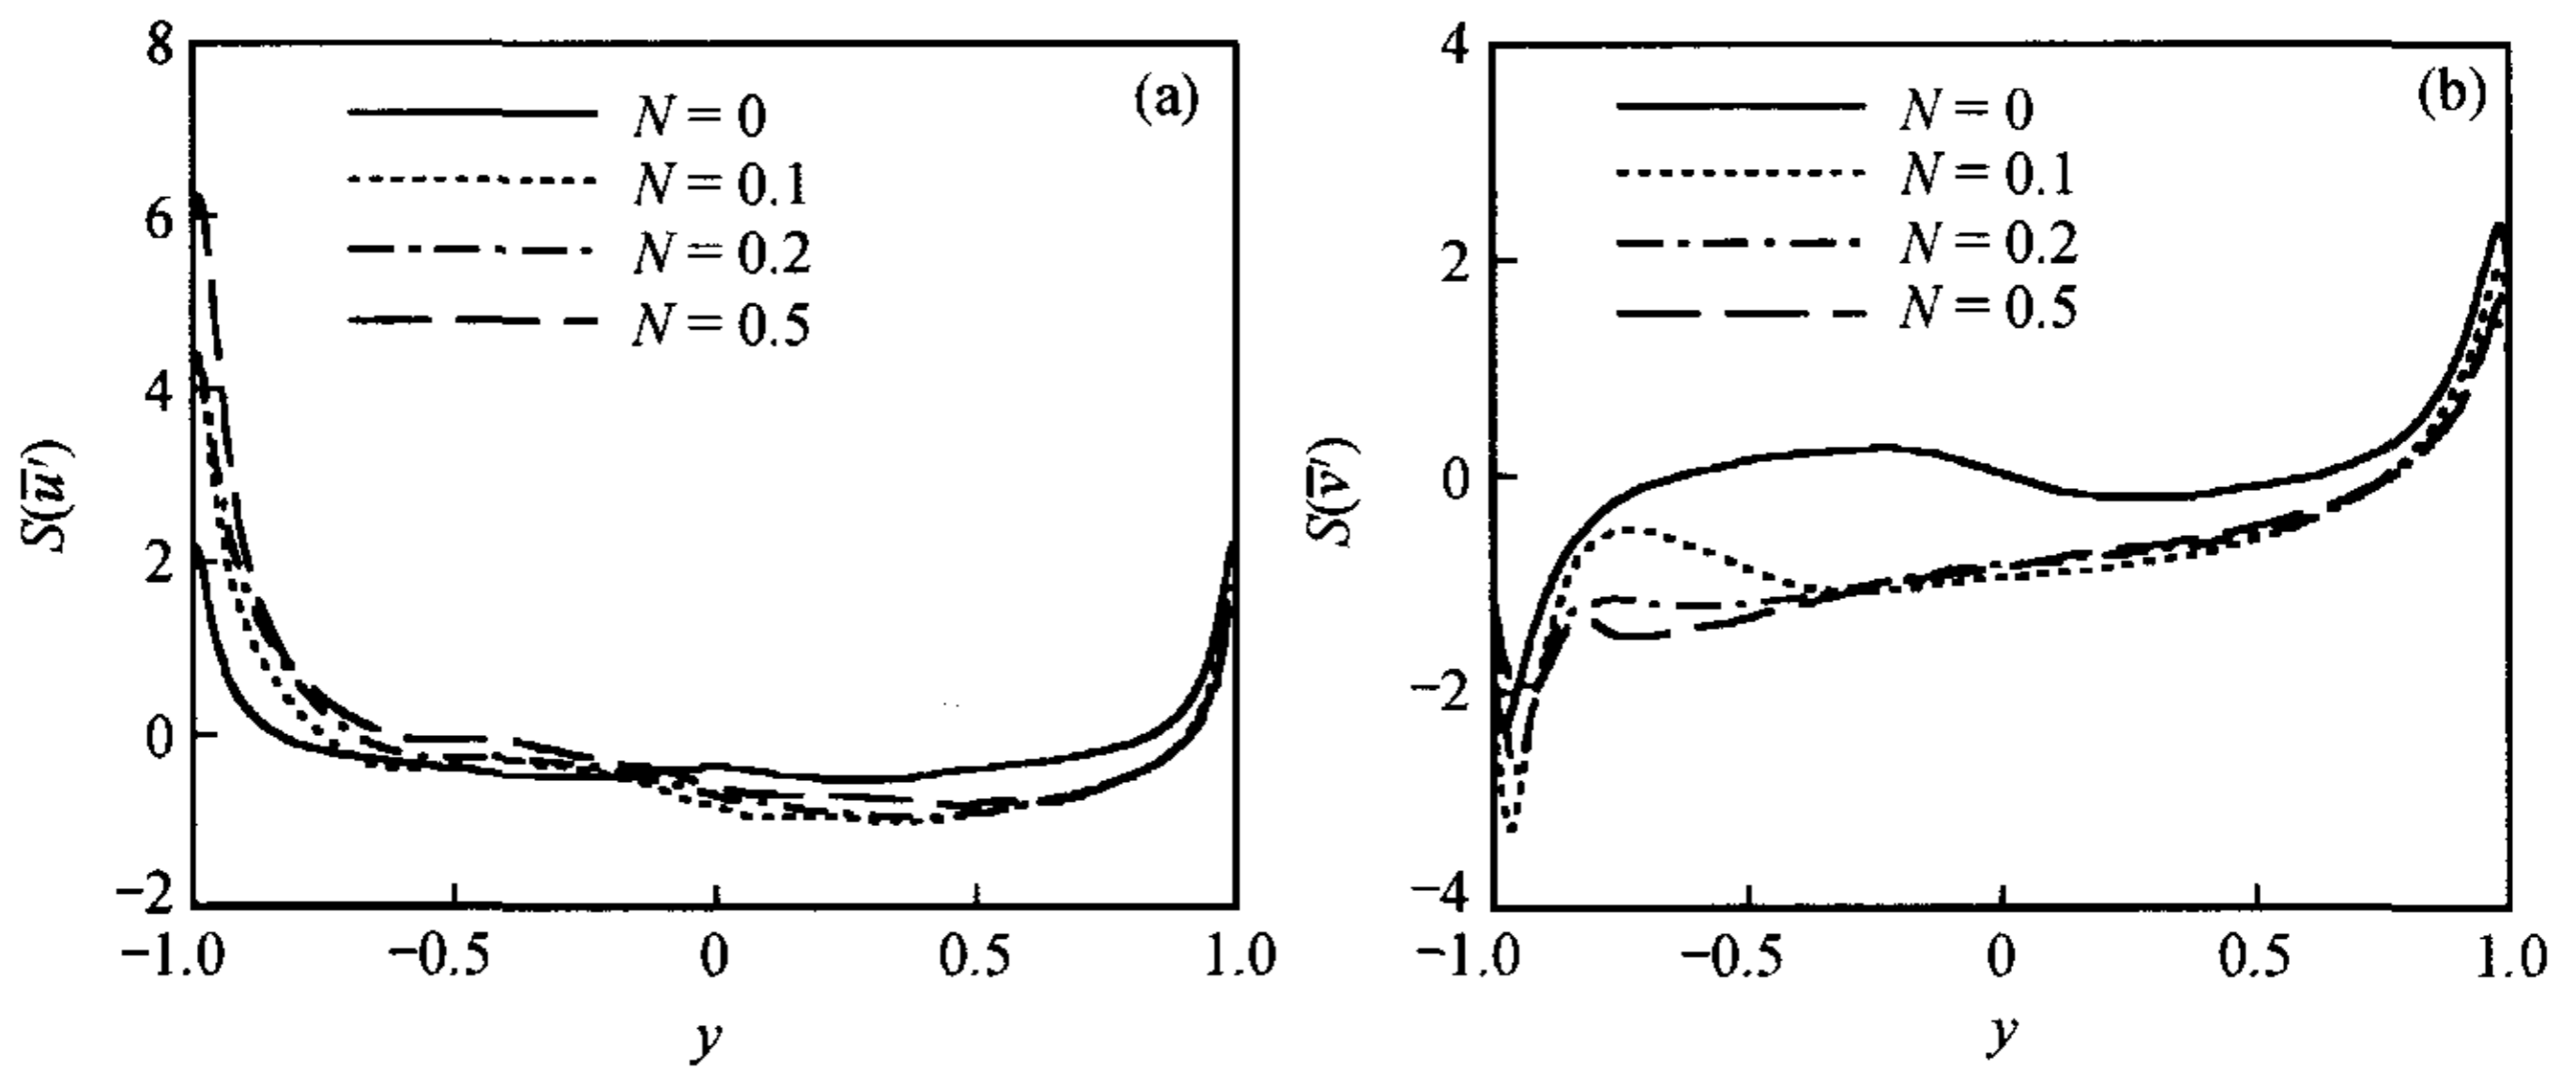 8
6
4
2
0
−2
S(u̅′)
N = 0
N = 0.1
N = 0.2
N = 0.5
(a)
−1.0 −0.5 0 0.5 1.0
y
4
2
0
−2
−4
S(v̅′)
N = 0
N = 0.1
N = 0.2
N = 0.5
(b)
−1.0 −0.5 0 0.5 1.0
y